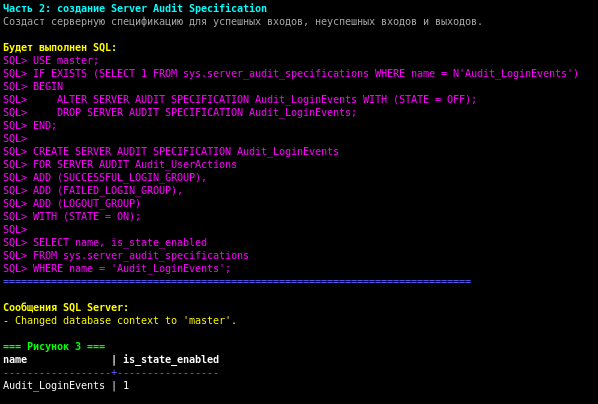 Часть 2: создание Server Audit Specification
Создаст серверную спецификацию для успешных входов, неуспешных входов и выходов.
Будет выполнен SQL:
SQL> USE master;
SQL> IF EXISTS (SELECT 1 FROM sys.server_audit_specifications WHERE name = N'Audit_LoginEvents')
SQL> BEGIN
SQL>     ALTER SERVER AUDIT SPECIFICATION Audit_LoginEvents WITH (STATE = OFF);
SQL>     DROP SERVER AUDIT SPECIFICATION Audit_LoginEvents;
SQL> END;
SQL>
SQL> CREATE SERVER AUDIT SPECIFICATION Audit_LoginEvents
SQL> FOR SERVER AUDIT Audit_UserActions
SQL> ADD (SUCCESSFUL_LOGIN_GROUP),
SQL> ADD (FAILED_LOGIN_GROUP),
SQL> ADD (LOGOUT_GROUP)
SQL> WITH (STATE = ON);
SQL>
SQL> SELECT name, is_state_enabled
SQL> FROM sys.server_audit_specifications
SQL> WHERE name = 'Audit_LoginEvents';
==============================================================================
Сообщения SQL Server:
- Changed database context to 'master'.
=== Рисунок 3 ===
name              | is_state_enabled
------------------+-----------------
Audit_LoginEvents | 1